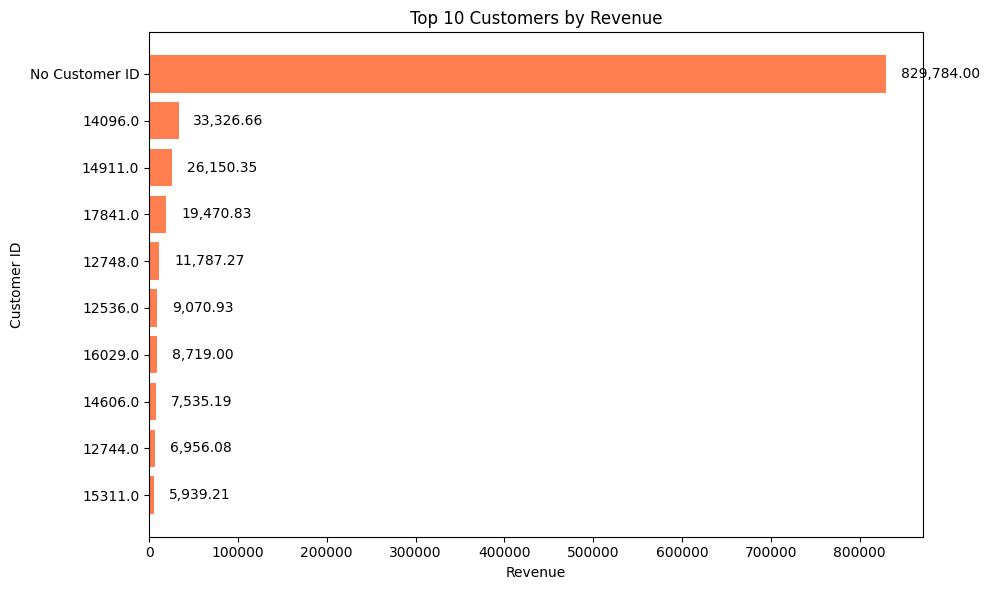 Top 10 Customers by Revenue
Customer ID
No Customer ID 829,784.00
14096.0 33,326.66
14911.0 26,150.35
17841.0 19,470.83
12748.0 11,787.27
12536.0 9,070.93
16029.0 8,719.00
14606.0 7,535.19
12744.0 6,956.08
15311.0 5,939.21
0 100000 200000 300000 400000 500000 600000 700000 800000
Revenue